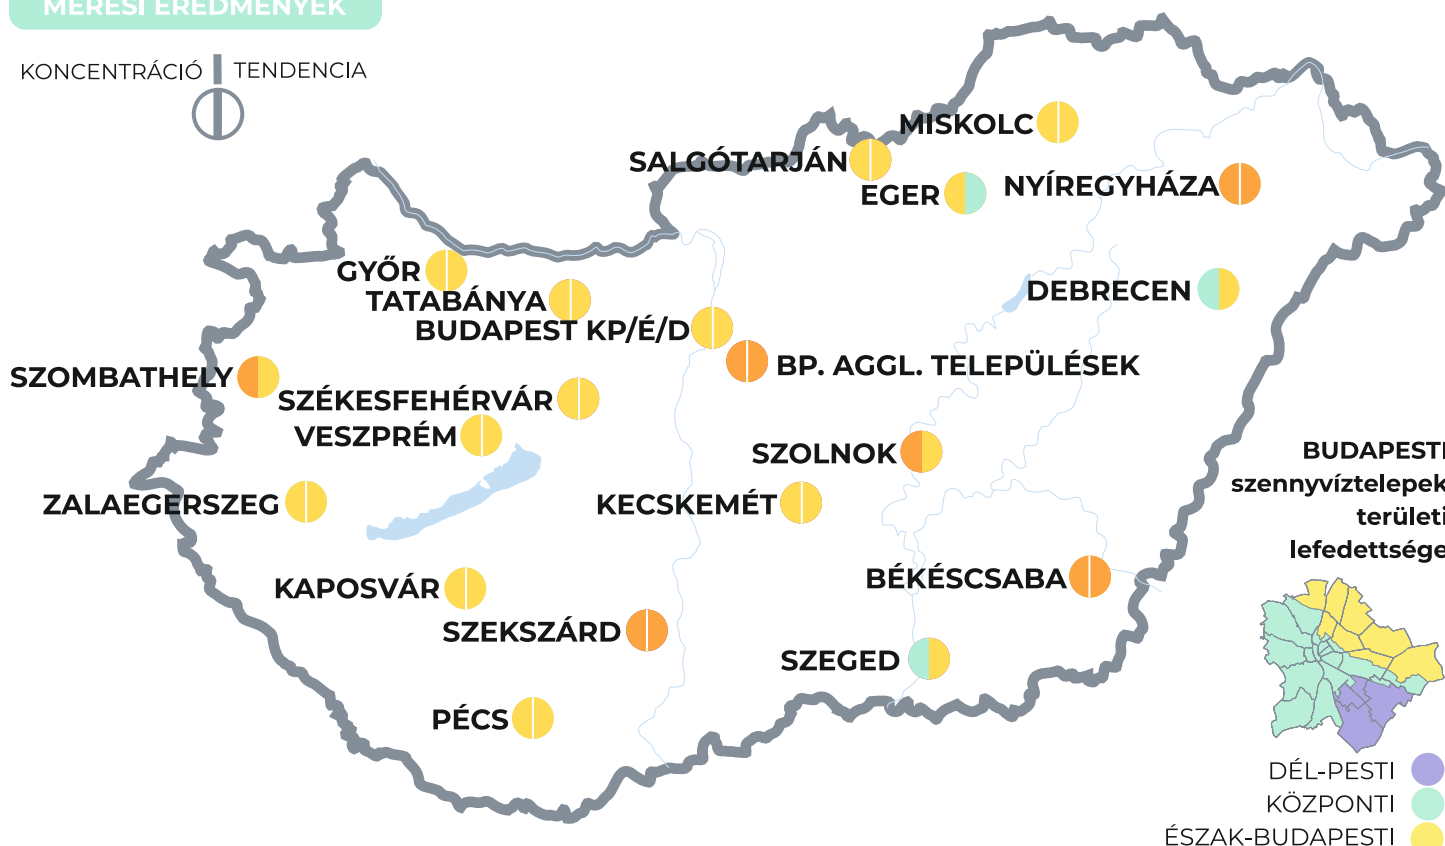 MÉRÉSI EREDMÉNYEK
KONCENTRÁCIÓ TENDENCIA
MISKOLC
SALGÓTARJÁN
EGER
NYÍREGYHÁZA
GYŐR
TATABÁNYA
DEBRECEN
BUDAPEST KP/É/D
BP. AGGL. TELEPÜLÉSEK
SZOMBATHELY
SZÉKESFEHÉRVÁR
VESZPRÉM
SZOLNOK
ZALAEGERSZEG
KECSKEMÉT
BUDAPESTI
szennyvíztelepek
területi
lefedettsége
BÉKÉSCSABA
KAPOSVÁR
SZEKSZÁRD
SZEGED
PÉCS
DÉL-PESTI
KÖZPONTI
ÉSZAK-BUDAPESTI